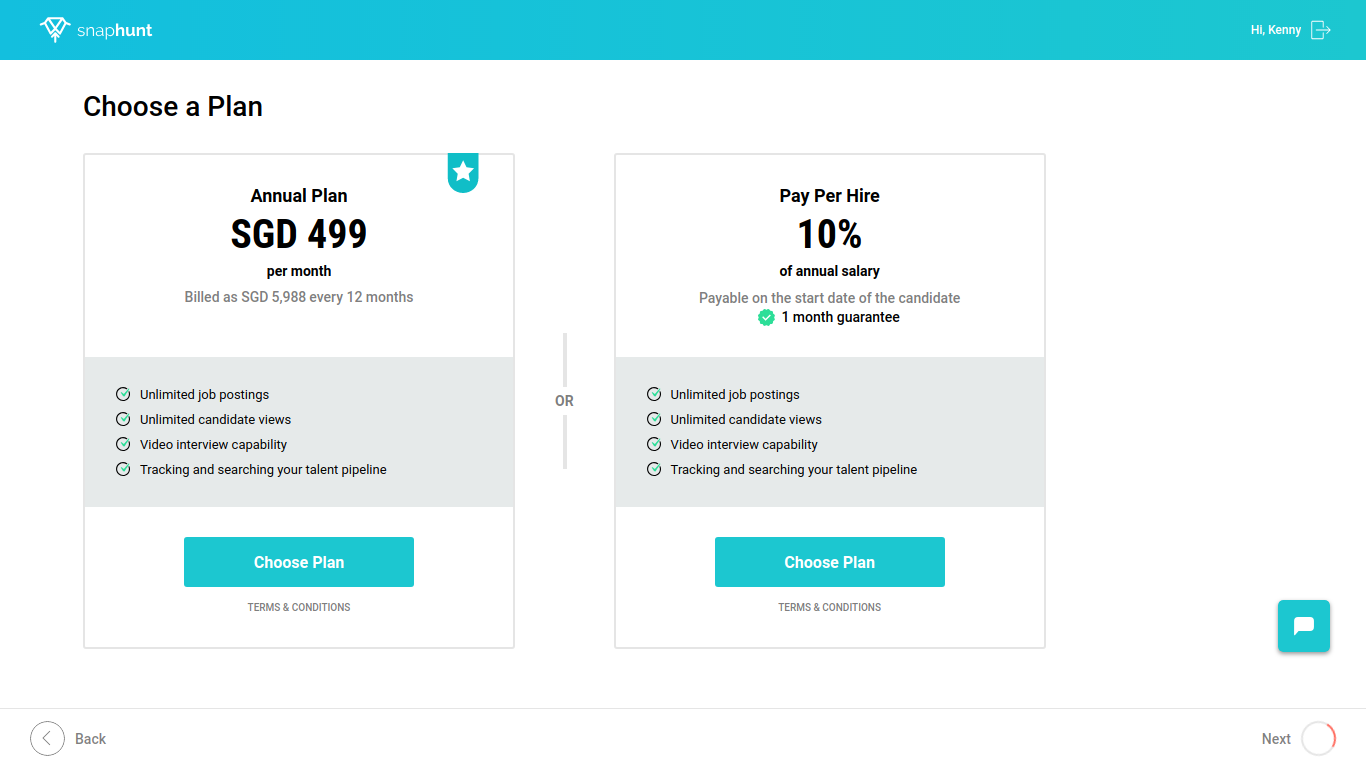 snaphunt
Hi, Kenny
Choose a Plan
Annual Plan
SGD 499
per month
Billed as SGD 5,988 every 12 months
Unlimited job postings
Unlimited candidate views
Video interview capability
Tracking and searching your talent pipeline
Choose Plan
TERMS & CONDITIONS
OR
Pay Per Hire
10%
of annual salary
Payable on the start date of the candidate
1 month guarantee
Unlimited job postings
Unlimited candidate views
Video interview capability
Tracking and searching your talent pipeline
Choose Plan
TERMS & CONDITIONS
Back
Next